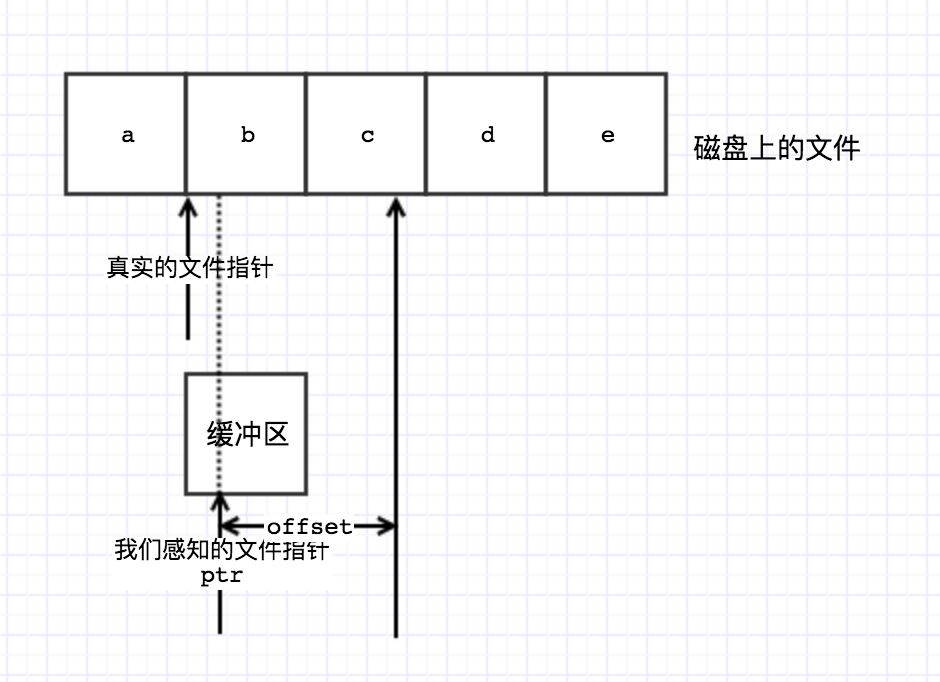 a b c d e
磁盘上的文件
真实的文件指针
缓冲区
offset
我们感知的文件指针
ptr